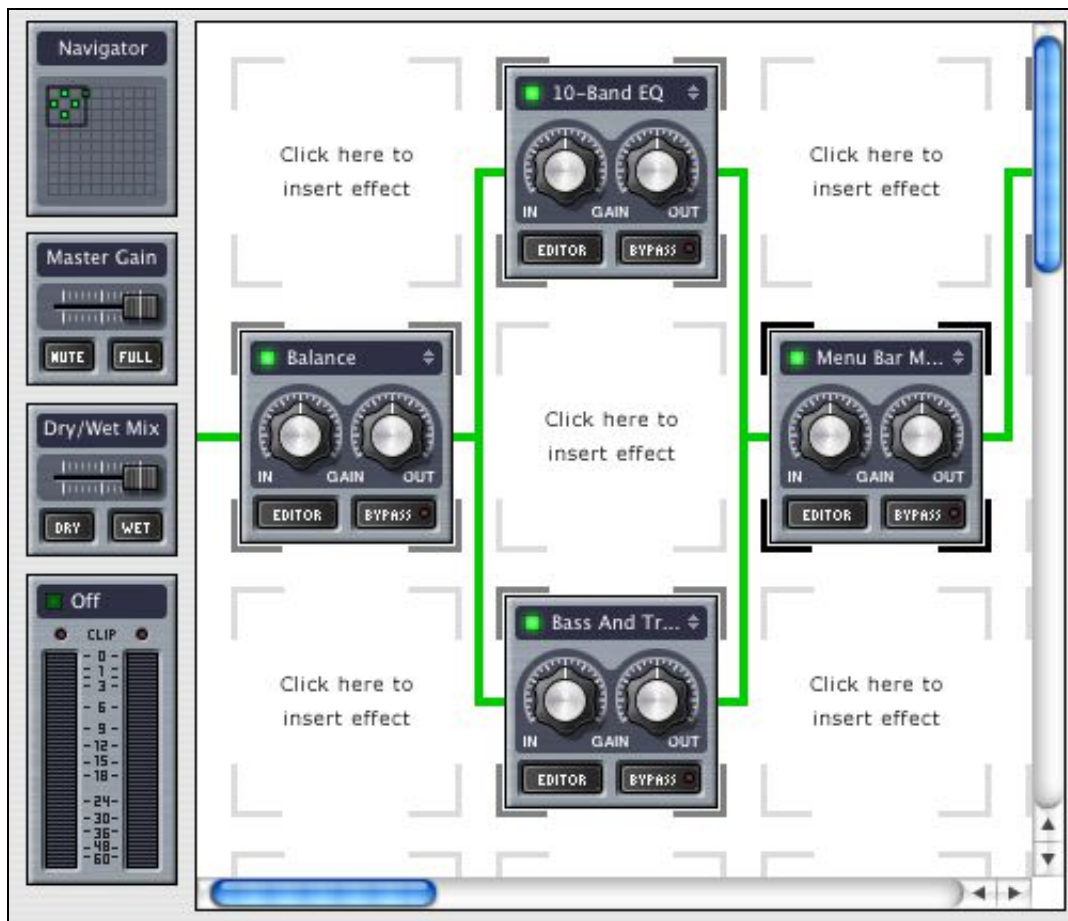 Navigator
Master Gain
MUTE FULL
Dry/Wet Mix
DRY WET
Off
CLIP
- 0 -
- 1 -
- 3 -
- 6 -
- 9 -
- 12 -
- 15 -
- 18 -
- 24 -
- 30 -
- 36 -
- 48 -
- 60 -
Click here to
insert effect
10-Band EQ
IN GAIN OUT
EDITOR BYPASS
Click here to
insert effect
Balance
IN GAIN OUT
EDITOR BYPASS
Click here to
insert effect
Menu Bar M...
IN GAIN OUT
EDITOR BYPASS
Click here to
insert effect
Bass And Tr...
IN GAIN OUT
EDITOR BYPASS
Click here to
insert effect